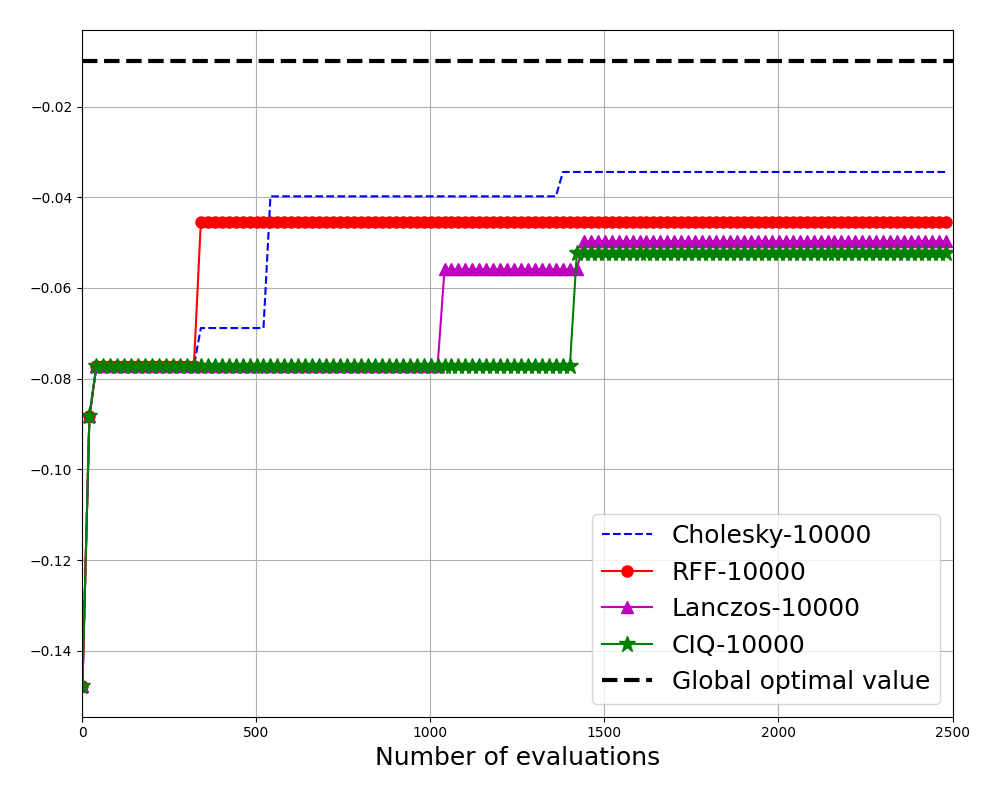 −0.02
−0.04
−0.06
−0.08
−0.10
−0.12
−0.14
Cholesky-10000
RFF-10000
Lanczos-10000
CIQ-10000
Global optimal value
0 500 1000 1500 2000 2500
Number of evaluations